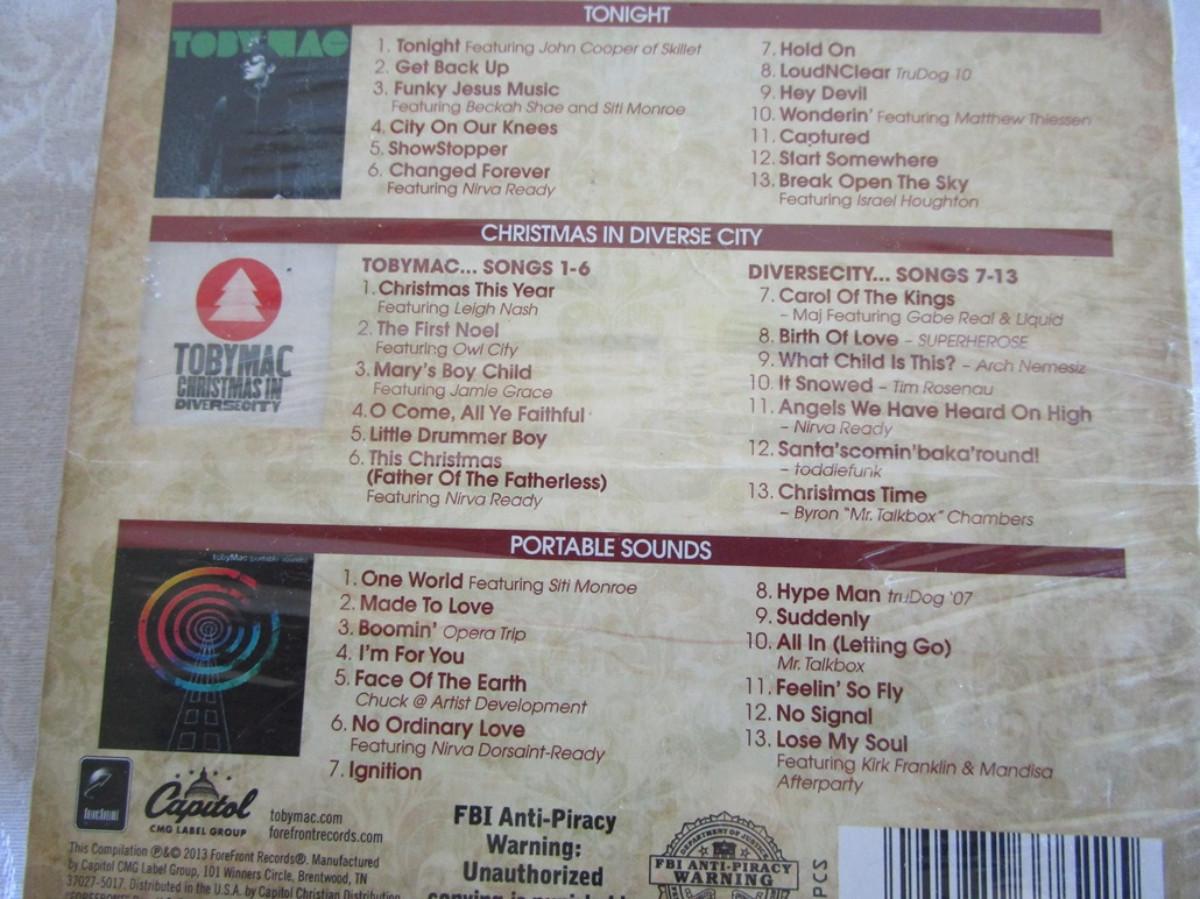 TONIGHT
TOBYMAC
1. Tonight Featuring John Cooper of Skillet
2. Get Back Up
3. Funky Jesus Music
Featuring Beckah Shae and Siti Monroe
4. City On Our Knees
5. ShowStopper
6. Changed Forever
Featuring Nirva Ready
7. Hold On
8. LoudNClear TruDog 10
9. Hey Devil
10. Wonderin' Featuring Matthew Thiessen
11. Captured
12. Start Somewhere
13. Break Open The Sky
Featuring Israel Houghton
CHRISTMAS IN DIVERSE CITY
TOBYMAC
CHRISTMAS IN
DIVERSECITY
TOBYMAC... SONGS 1-6
1. Christmas This Year
Featuring Leigh Nash
2. The First Noel
Featuring Owl City
3. Mary's Boy Child
Featuring Jamie Grace
4. O Come, All Ye Faithful
5. Little Drummer Boy
6. This Christmas
(Father Of The Fatherless)
Featuring Nirva Ready
DIVERSECITY... SONGS 7-13
7. Carol Of The Kings
– Maj Featuring Gabe Real & Liquid
8. Birth Of Love – SUPERHEROSE
9. What Child Is This? – Arch Nemesiz
10. It Snowed – Tim Rosenau
11. Angels We Have Heard On High
– Nirva Ready
12. Santa'scomin'baka'round!
– toddiefunk
13. Christmas Time
– Byron "Mr. Talkbox" Chambers
PORTABLE SOUNDS
tobyMac portable sounds
1. One World Featuring Siti Monroe
2. Made To Love
3. Boomin' Opera Trip
4. I'm For You
5. Face Of The Earth
Chuck @ Artist Development
6. No Ordinary Love
Featuring Nirva Dorsaint-Ready
7. Ignition
8. Hype Man truDog '07
9. Suddenly
10. All In (Letting Go)
Mr. Talkbox
11. Feelin' So Fly
12. No Signal
13. Lose My Soul
Featuring Kirk Franklin & Mandisa
Afterparty
Capitol
CMG LABEL GROUP
tobymac.com
forefrontrecords.com
This Compilation ℗&© 2013 ForeFront Records®. Manufactured
by Capitol CMG Label Group, 101 Winners Circle, Brentwood, TN
37027-5017. Distributed in the U.S.A. by Capitol Christian Distribution
FBI Anti-Piracy
Warning:
Unauthorized
DEPARTMENT OF JUSTICE
FBI ANTI-PIRACY
WARNING
PCS